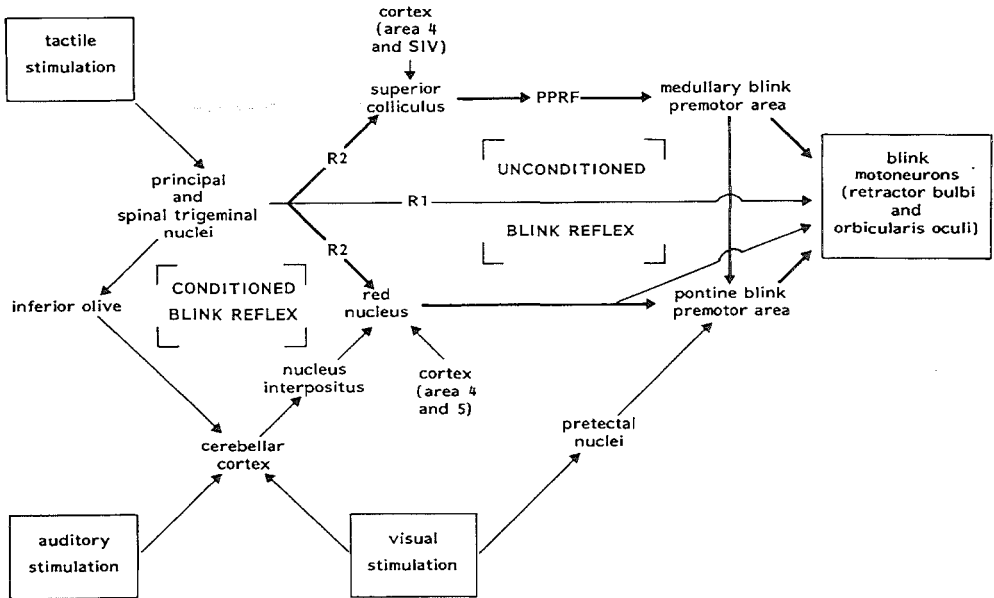 tactile
stimulation
cortex
(area 4
and SIV)
superior
colliculus
PPRF
medullary blink
premotor area
R2
UNCONDITIONED
principal
and
spinal trigeminal
nuclei
R1
blink
motoneurons
(retractor bulbi
and
orbicularis oculi)
R2
BLINK REFLEX
CONDITIONED
BLINK REFLEX
inferior olive
red
nucleus
pontine blink
premotor area
nucleus
interpositus
cortex
(area 4
and 5)
pretectal
nuclei
cerebellar
cortex
auditory
stimulation
visual
stimulation